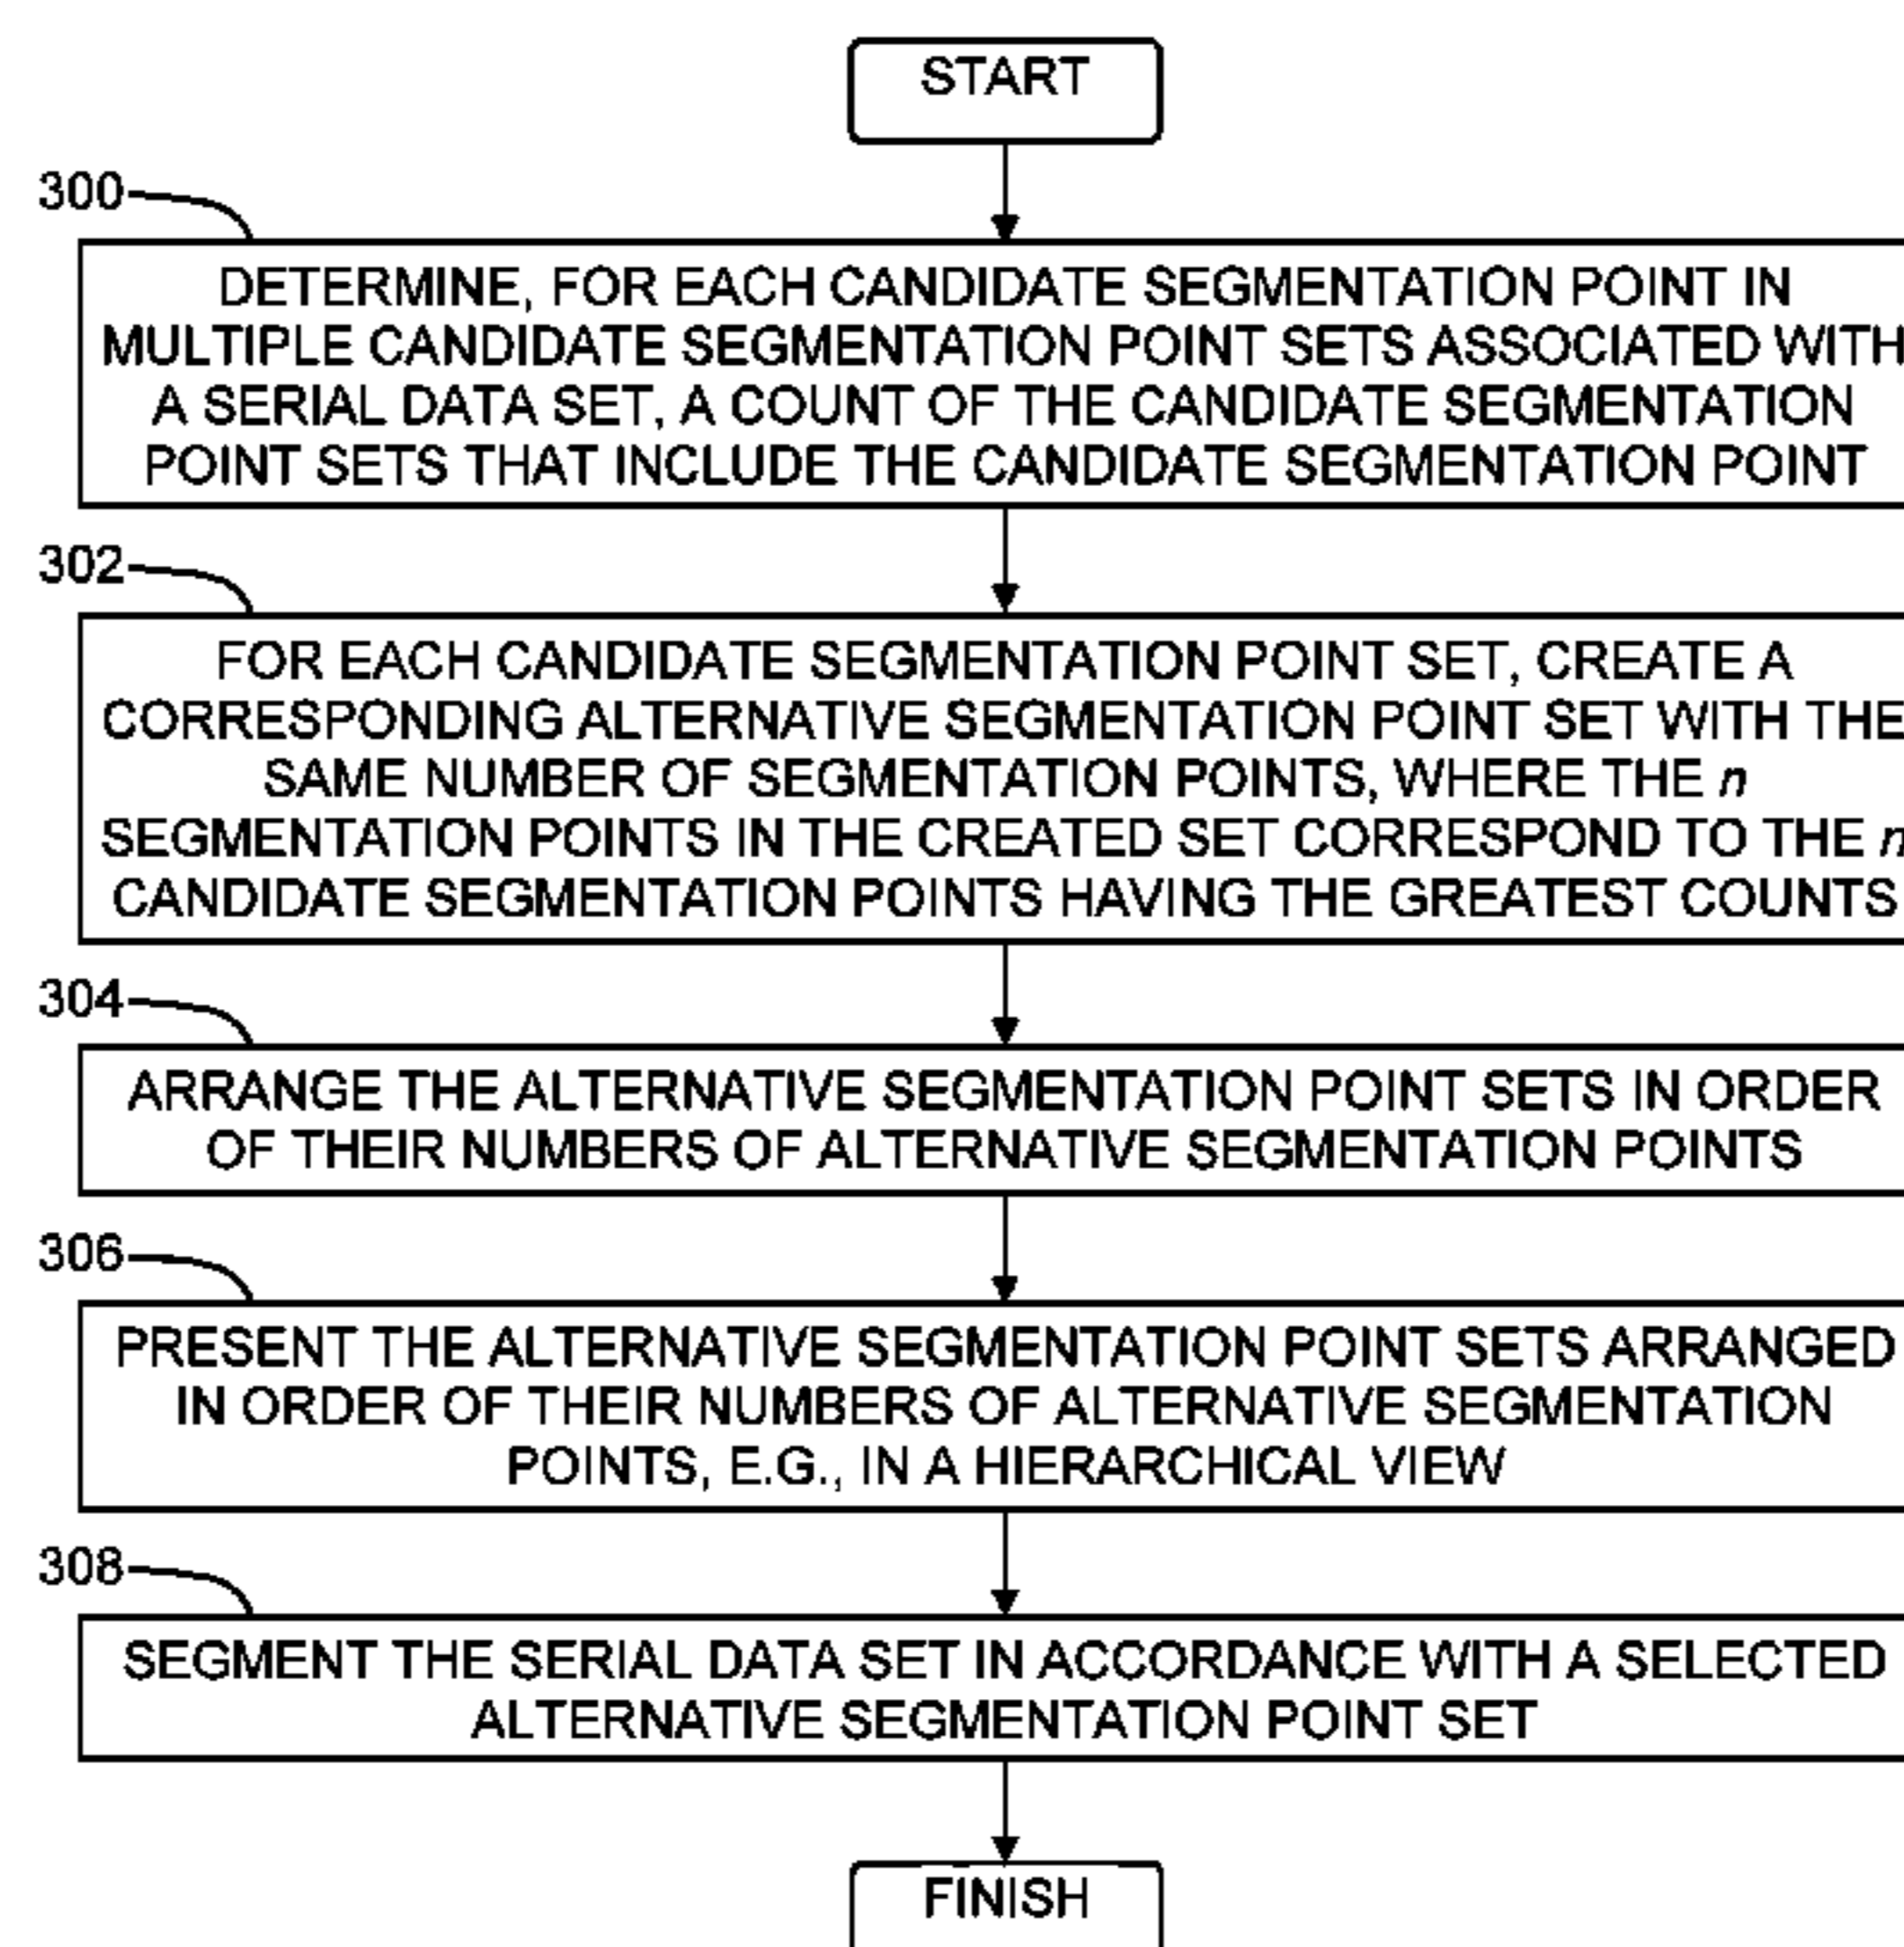 START
300
DETERMINE, FOR EACH CANDIDATE SEGMENTATION POINT IN
MULTIPLE CANDIDATE SEGMENTATION POINT SETS ASSOCIATED WITH
A SERIAL DATA SET, A COUNT OF THE CANDIDATE SEGMENTATION
POINT SETS THAT INCLUDE THE CANDIDATE SEGMENTATION POINT
302
FOR EACH CANDIDATE SEGMENTATION POINT SET, CREATE A
CORRESPONDING ALTERNATIVE SEGMENTATION POINT SET WITH THE
SAME NUMBER OF SEGMENTATION POINTS, WHERE THE n
SEGMENTATION POINTS IN THE CREATED SET CORRESPOND TO THE n
CANDIDATE SEGMENTATION POINTS HAVING THE GREATEST COUNTS
304
ARRANGE THE ALTERNATIVE SEGMENTATION POINT SETS IN ORDER
OF THEIR NUMBERS OF ALTERNATIVE SEGMENTATION POINTS
306
PRESENT THE ALTERNATIVE SEGMENTATION POINT SETS ARRANGED
IN ORDER OF THEIR NUMBERS OF ALTERNATIVE SEGMENTATION
POINTS, E.G., IN A HIERARCHICAL VIEW
308
SEGMENT THE SERIAL DATA SET IN ACCORDANCE WITH A SELECTED
ALTERNATIVE SEGMENTATION POINT SET
FINISH